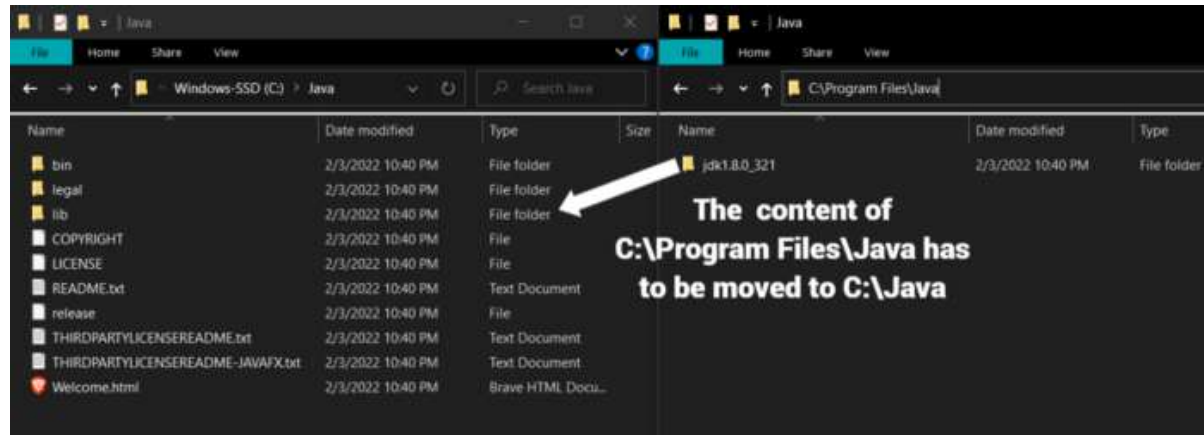 Java
File Home Share View
Windows-SSD (C:) Java Search Java
Name Date modified Type Size
bin 2/3/2022 10:40 PM File folder
legal 2/3/2022 10:40 PM File folder
lib 2/3/2022 10:40 PM File folder
COPYRIGHT 2/3/2022 10:40 PM File
LICENSE 2/3/2022 10:40 PM File
README.txt 2/3/2022 10:40 PM Text Document
release 2/3/2022 10:40 PM File
THIRDPARTYLICENSEREADME.txt 2/3/2022 10:40 PM Text Document
THIRDPARTYLICENSEREADME-JAVAFX.txt 2/3/2022 10:40 PM Text Document
Welcome.html 2/3/2022 10:40 PM Brave HTML Docu...
Java
File Home Share View
C:\Program Files\Java
Name Date modified Type
jdk1.8.0_321 2/3/2022 10:40 PM File folder
The content of
C:\Program Files\Java has
to be moved to C:\Java